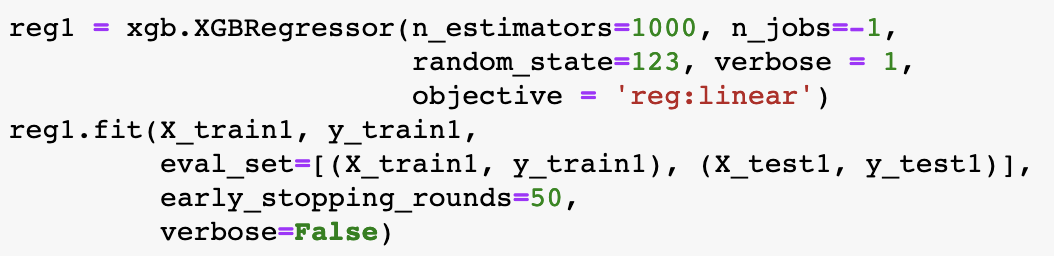 reg1 = xgb.XGBRegressor(n_estimators=1000, n_jobs=-1,
                        random_state=123, verbose = 1,
                        objective = 'reg:linear')
reg1.fit(X_train1, y_train1,
         eval_set=[(X_train1, y_train1), (X_test1, y_test1)],
         early_stopping_rounds=50,
         verbose=False)